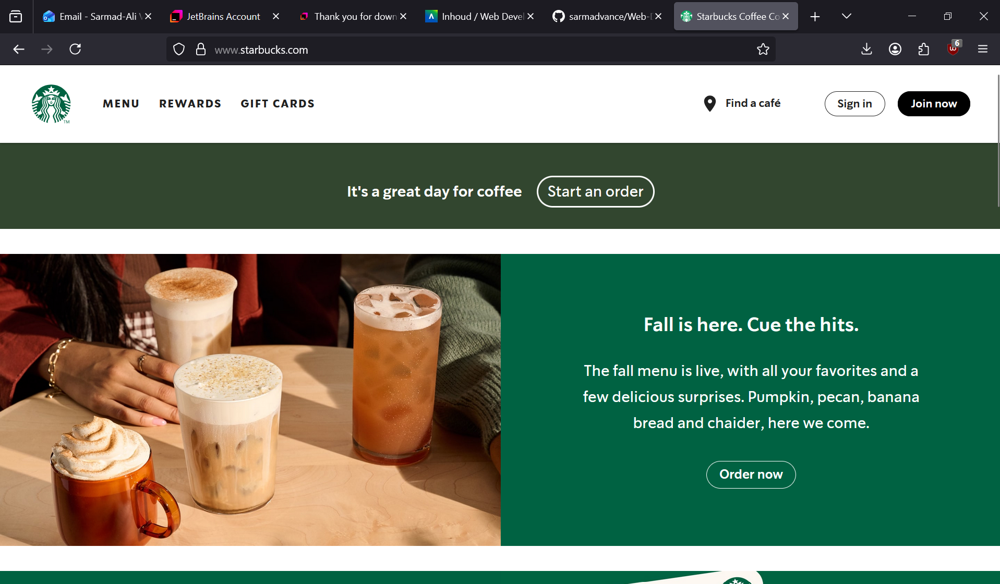 Email - Sarmad-Ali
JetBrains Account
Thank you for down
Inhoud / Web Devel
sarmadvance/Web-
Starbucks Coffee Co
www.starbucks.com
6
MENU REWARDS GIFT CARDS
Find a café
Sign in
Join now
TM
It's a great day for coffee
Start an order
Fall is here. Cue the hits.
The fall menu is live, with all your favorites and a
few delicious surprises. Pumpkin, pecan, banana
bread and chaider, here we come.
Order now